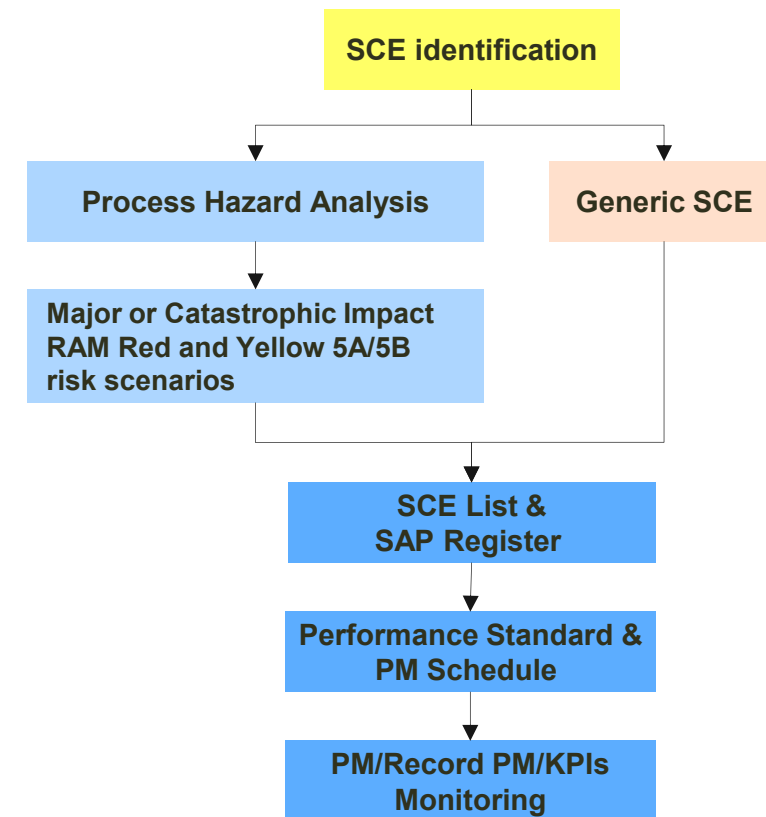 SCE identification
Process Hazard Analysis
Generic SCE
Major or Catastrophic Impact
RAM Red and Yellow 5A/5B
risk scenarios
SCE List &
SAP Register
Performance Standard &
PM Schedule
PM/Record PM/KPIs
Monitoring